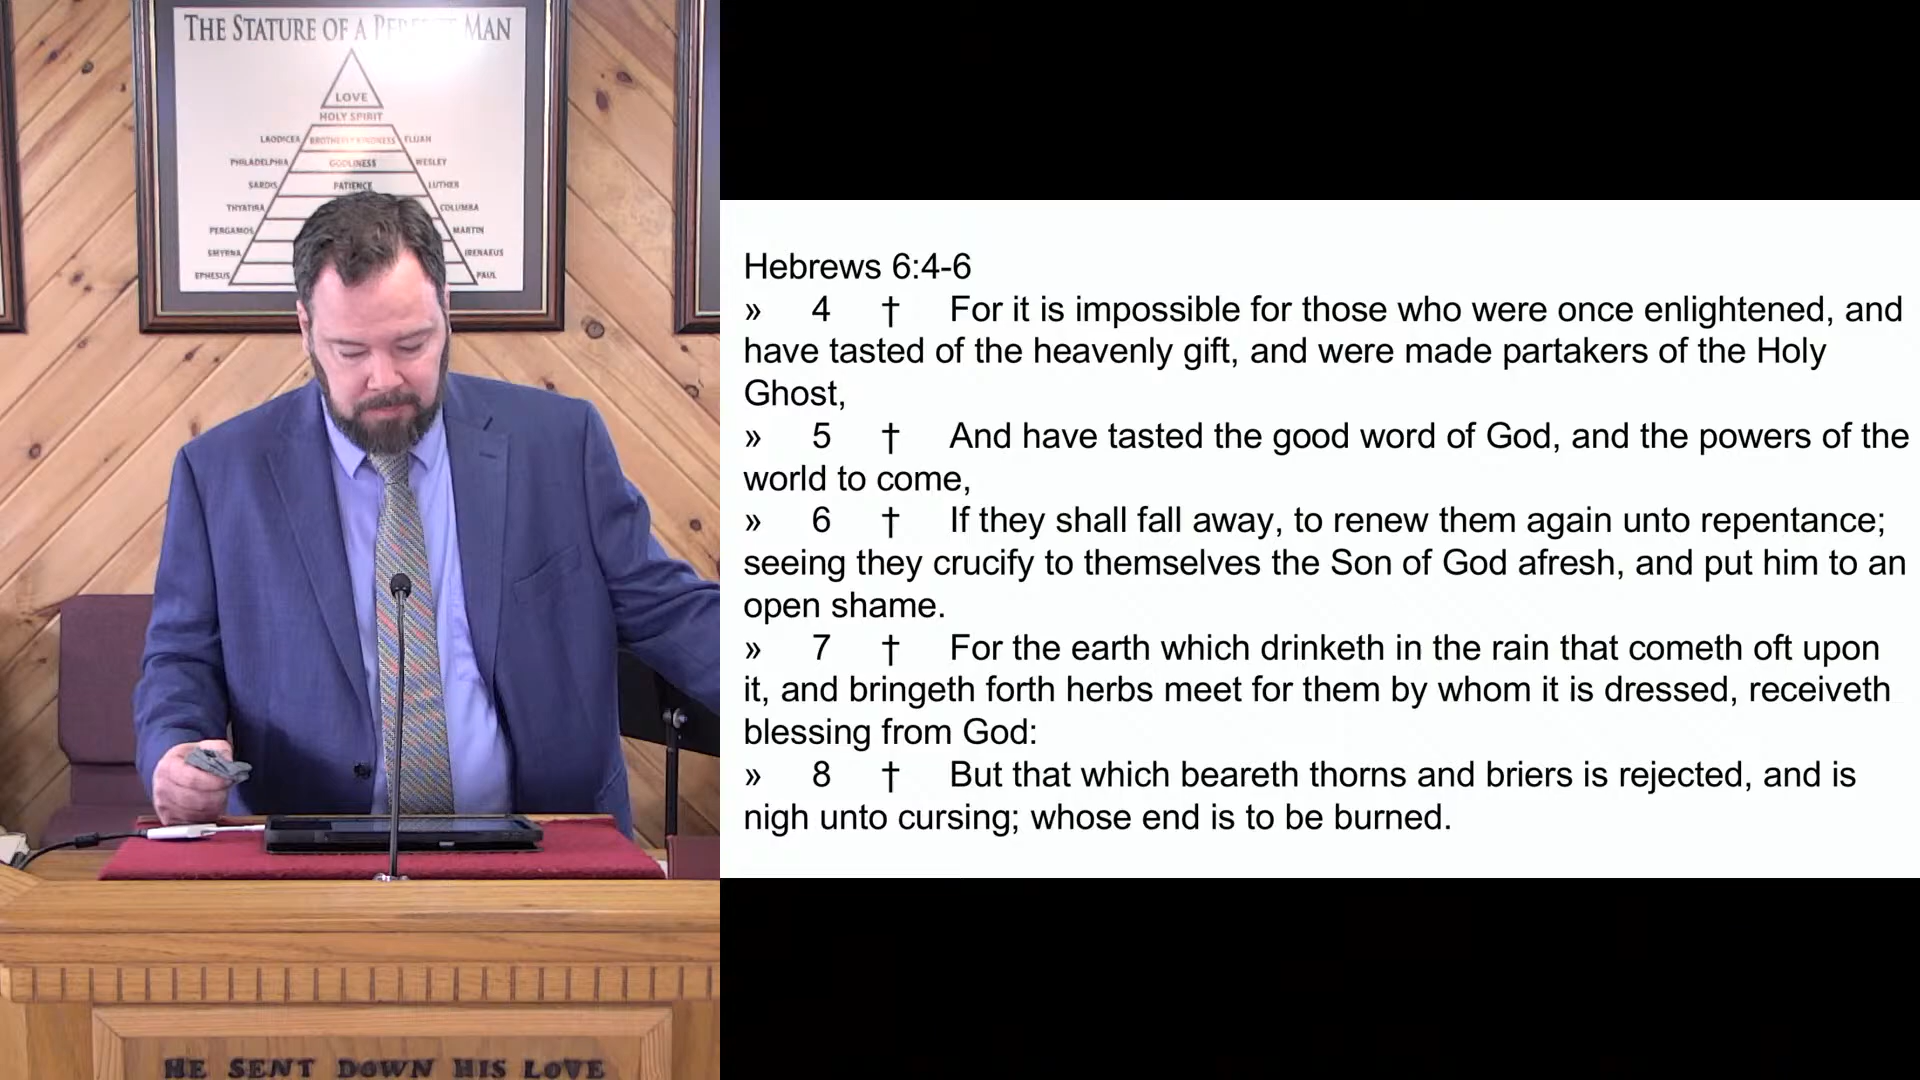 THE STATURE OF A PERFECT MAN
LOVE
HOLY SPIRIT
LAODICEA BROTHERLY KINDNESS ELIJAH
PHILADELPHIA GODLINESS WESLEY
SARDIS PATIENCE LUTHER
THYATIRA COLUMBA
PERGAMOS MARTIN
SMYRNA IRENAEUS
EPHESUS PAUL
HE SENT DOWN HIS LOVE
Hebrews 6:4-6
» 4 † For it is impossible for those who were once enlightened, and
have tasted of the heavenly gift, and were made partakers of the Holy
Ghost,
» 5 † And have tasted the good word of God, and the powers of the
world to come,
» 6 † If they shall fall away, to renew them again unto repentance;
seeing they crucify to themselves the Son of God afresh, and put him to an
open shame.
» 7 † For the earth which drinketh in the rain that cometh oft upon
it, and bringeth forth herbs meet for them by whom it is dressed, receiveth
blessing from God:
» 8 † But that which beareth thorns and briers is rejected, and is
nigh unto cursing; whose end is to be burned.